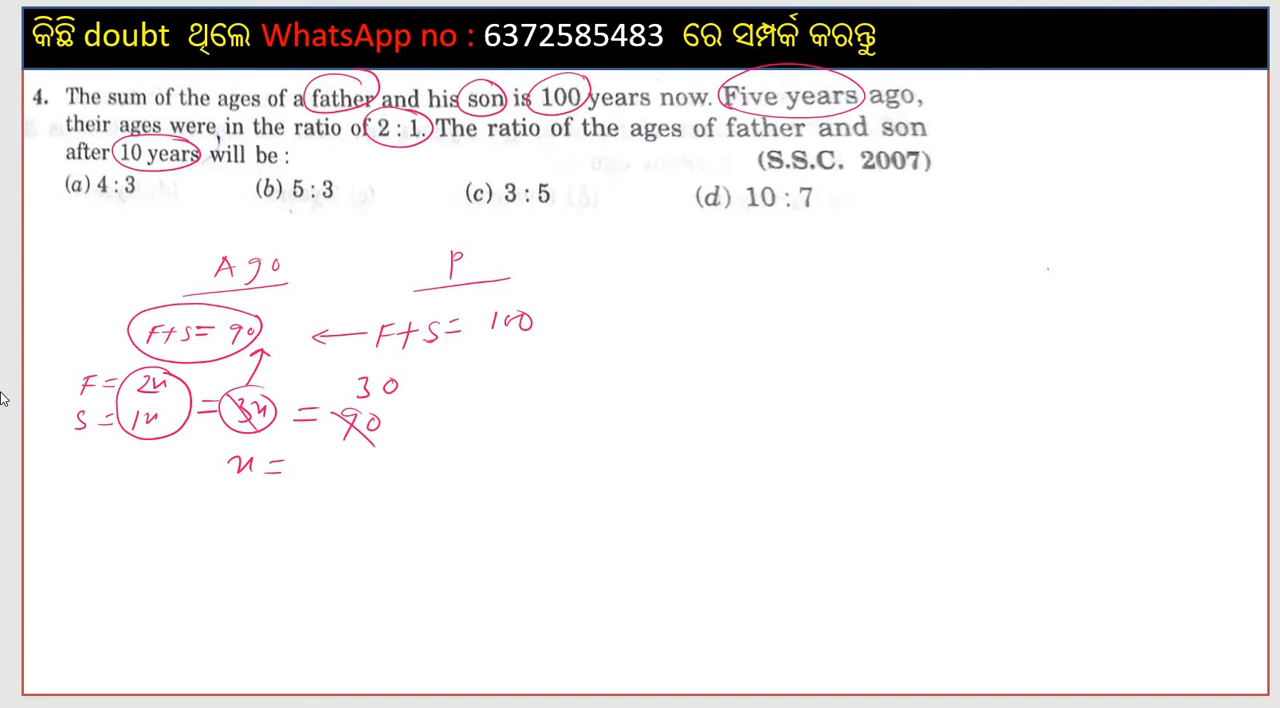 କିଛି doubt ଥିଲେ WhatsApp no : 6372585483 ରେ ସମ୍ପର୍କ କରନ୍ତୁ
4. The sum of the ages of a father and his son is 100 years now. Five years ago,
their ages were in the ratio of 2 : 1. The ratio of the ages of father and son
after 10 years will be :
(S.S.C. 2007)
(a) 4 : 3 (b) 5 : 3 (c) 3 : 5 (d) 10 : 7
Ago P
F+S= 90 ← F+S= 100
30
F= 2x
S= 1x = 3x = 90
x =